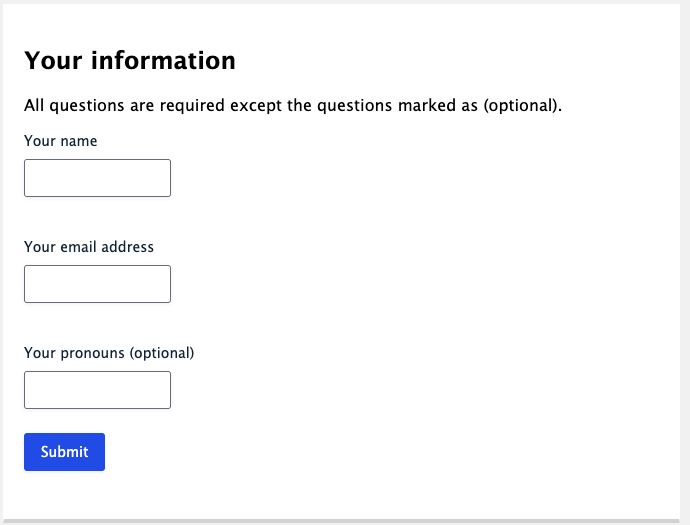 Your information
All questions are required except the questions marked as (optional).
Your name
Your email address
Your pronouns (optional)
Submit